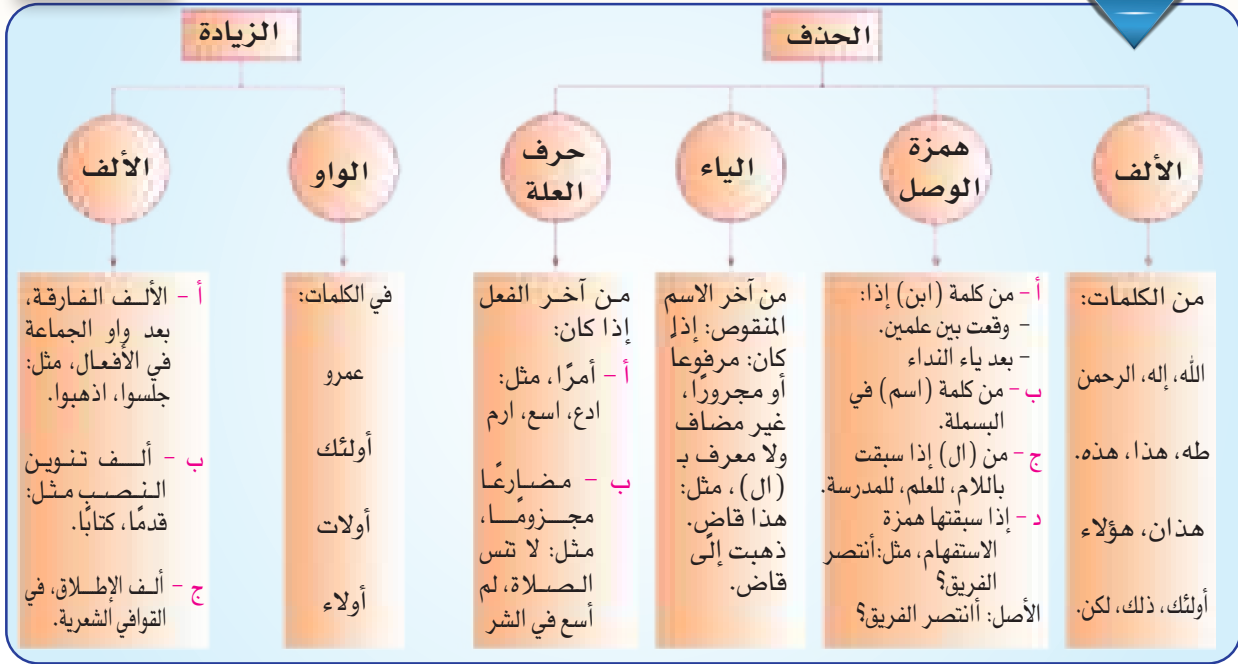 الحذف
الألف
من الكلمات:
الله، إله، الرحمن
طه، هذا، هذه.
هذان، هؤلاء
أولئك، ذلك، لكن.
همزة
الوصل
أ - من كلمة (ابن) إذا:
- وقعت بين علمين.
- بعد ياء النداء
ب - من كلمة (اسم) في
البسملة.
ج - من (ال) إذا سبقت
باللام، للعلم، للمدرسة.
د - إذا سبقتها همزة
الاستفهام، مثل:أنتصر
الفريق؟
الأصل: أانتصر الفريق؟
الياء
من آخر الاسم
المنقوص: إذا
كان: مرفوعا
أو مجرورًا،
غير مضاف
ولا معرف بـ
(ال)، مثل:
هذا قاضٍ.
ذهبت إلى
قاض.
حرف
العلة
من آخر الفعل
إذا كان:
أ - أمرًا، مثل:
ادع، اسع، ارم
ب - مضارعًا
مجزومًا،
مثل: لا تنس
الصلاة، لم
أسع في الشر
الزيادة
الواو
في الكلمات:
عمرو
أولئك
أولات
أولاء
الألف
أ - الألف الفارقة،
بعد واو الجماعة
في الأفعال، مثل:
جلسوا، اذهبوا.
ب - ألف تنوين
النصب مثل:
قدمًا، كتابًا.
ج - ألف الإطلاق، في
القوافي الشعرية.